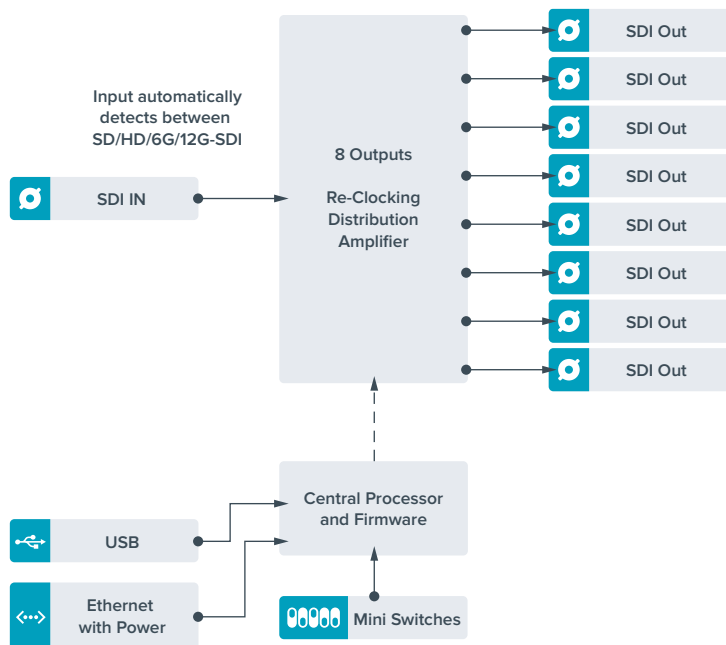 SDI Out
SDI Out
Input automatically
detects between
SD/HD/6G/12G-SDI
SDI Out
8 Outputs
SDI IN
SDI Out
Re-Clocking
Distribution
Amplifier
SDI Out
SDI Out
SDI Out
SDI Out
Central Processor
and Firmware
USB
Ethernet
with Power
Mini Switches